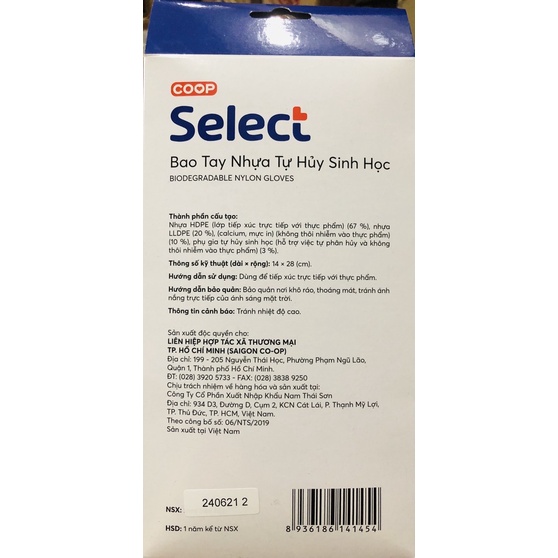 COOP
Select
Bao Tay Nhựa Tự Hủy Sinh Học
BIODEGRADABLE NYLON GLOVES
Thành phần cấu tạo:
Nhựa HDPE (lớp tiếp xúc trực tiếp với thực phẩm) (67 %), nhựa
LLDPE (20 %), (calcium, mực in) (không thôi nhiễm vào thực phẩm)
(10 %), phụ gia tự hủy sinh học (hỗ trợ việc tự phân hủy và không
thôi nhiễm vào thực phẩm) (3 %).
Thông số kỹ thuật (dài × rộng): 14 × 28 (cm).
Hướng dẫn sử dụng: Dùng để tiếp xúc trực tiếp với thực phẩm.
Hướng dẫn bảo quản: Bảo quản nơi khô ráo, thoáng mát, tránh ánh
nắng trực tiếp của ánh sáng mặt trời.
Thông tin cảnh báo: Tránh nhiệt độ cao.
Sản xuất độc quyền cho:
LIÊN HIỆP HỢP TÁC XÃ THƯƠNG MẠI
TP. HỒ CHÍ MINH (SAIGON CO-OP)
Địa chỉ: 199 - 205 Nguyễn Thái Học, Phường Phạm Ngũ Lão,
Quận 1, Thành phố Hồ Chí Minh.
ĐT: (028) 3920 5733 - FAX: (028) 3838 9250
Chịu trách nhiệm về hàng hóa và sản xuất tại:
Công Ty Cổ Phần Xuất Nhập Khẩu Nam Thái Sơn
Địa chỉ: 934 D3, Đường D, Cụm 2, KCN Cát Lái, P. Thạnh Mỹ Lợi,
TP. Thủ Đức, TP. HCM, Việt Nam.
Theo công bố số: 06/NTS/2019
Sản xuất tại Việt Nam
NSX: 240621 2
HSD: 1 năm kể từ NSX
8 936186 141454